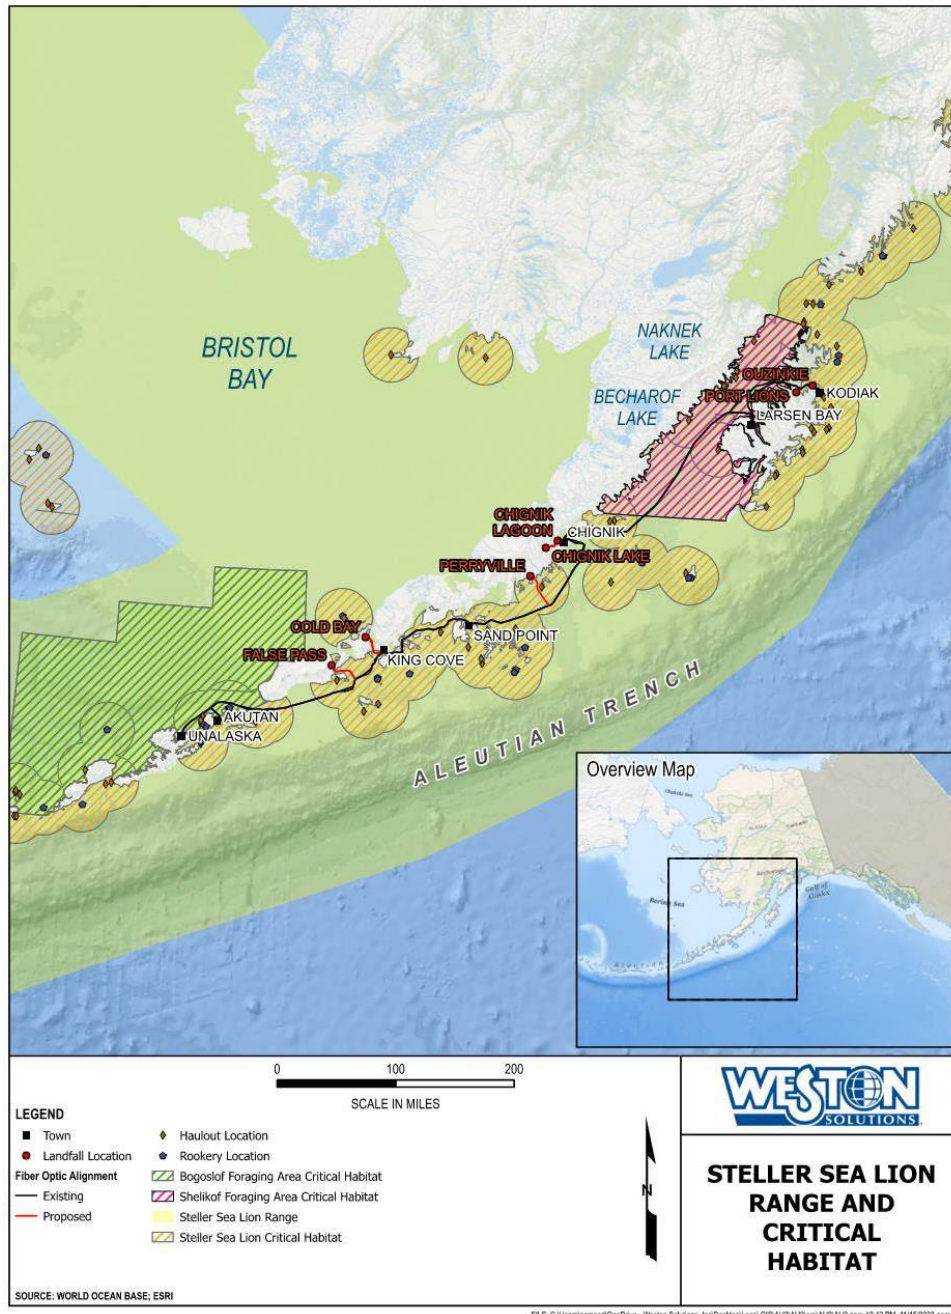 BRISTOL
BAY
NAKNEK
LAKE
BECHAROF
LAKE
OUZINKIE
PORT LIONS
KODIAK
LARSEN BAY
CHIGNIK
LAGOON
CHIGNIK
CHIGNIK LAKE
PERRYVILLE
SAND POINT
COLD BAY
KING COVE
FALSE PASS
AKUTAN
UNALASKA
ALEUTIAN TRENCH
Overview Map
Chukchi Sea
Bering Sea
Gulf of
Alaska
0 100 200
SCALE IN MILES
LEGEND
Town
Landfall Location
Fiber Optic Alignment
Existing
Proposed
Haulout Location
Rookery Location
Bogoslof Foraging Area Critical Habitat
Shelikof Foraging Area Critical Habitat
Steller Sea Lion Range
Steller Sea Lion Critical Habitat
N
WESTON
SOLUTIONS
STELLER SEA LION
RANGE AND
CRITICAL
HABITAT
SOURCE: WORLD OCEAN BASE; ESRI